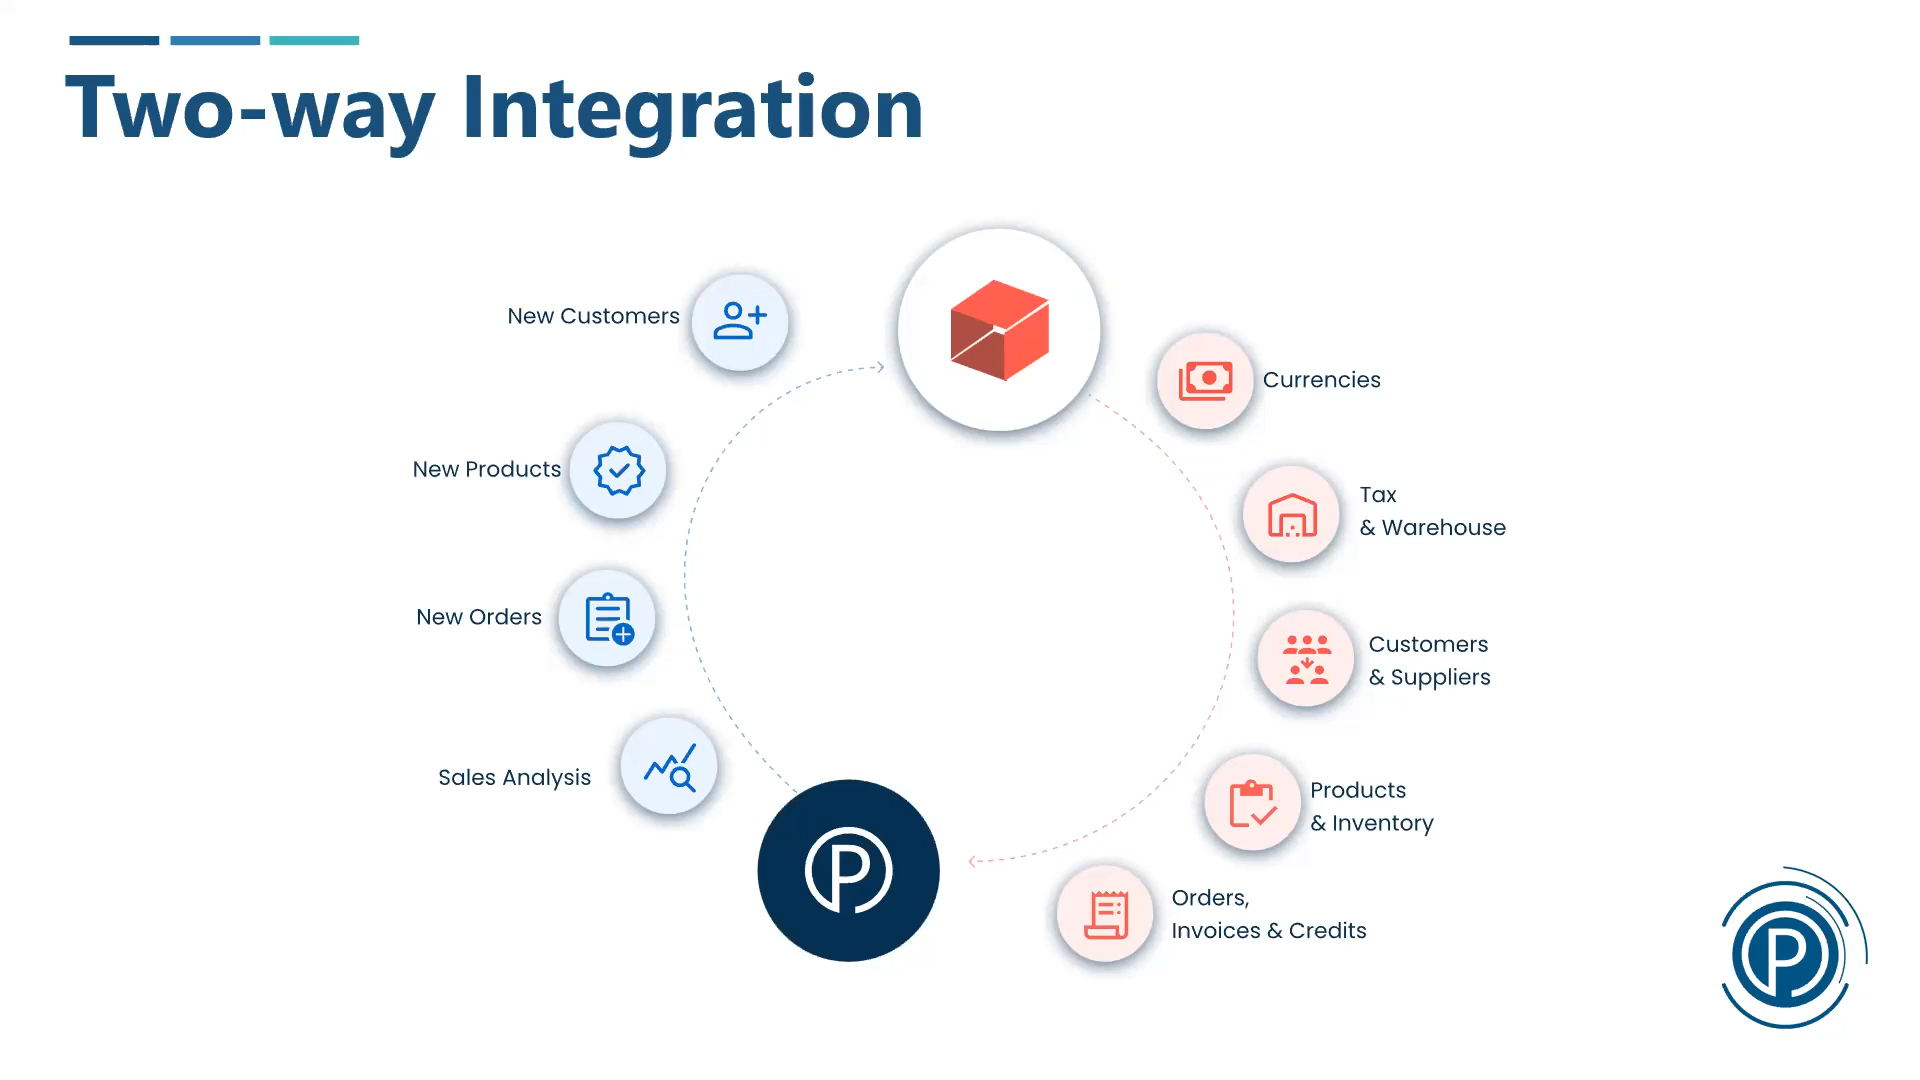 Two-way Integration
New Customers
New Products
New Orders
Sales Analysis
Currencies
Tax
& Warehouse
Customers
& Suppliers
Products
& Inventory
Orders,
Invoices & Credits
P
P